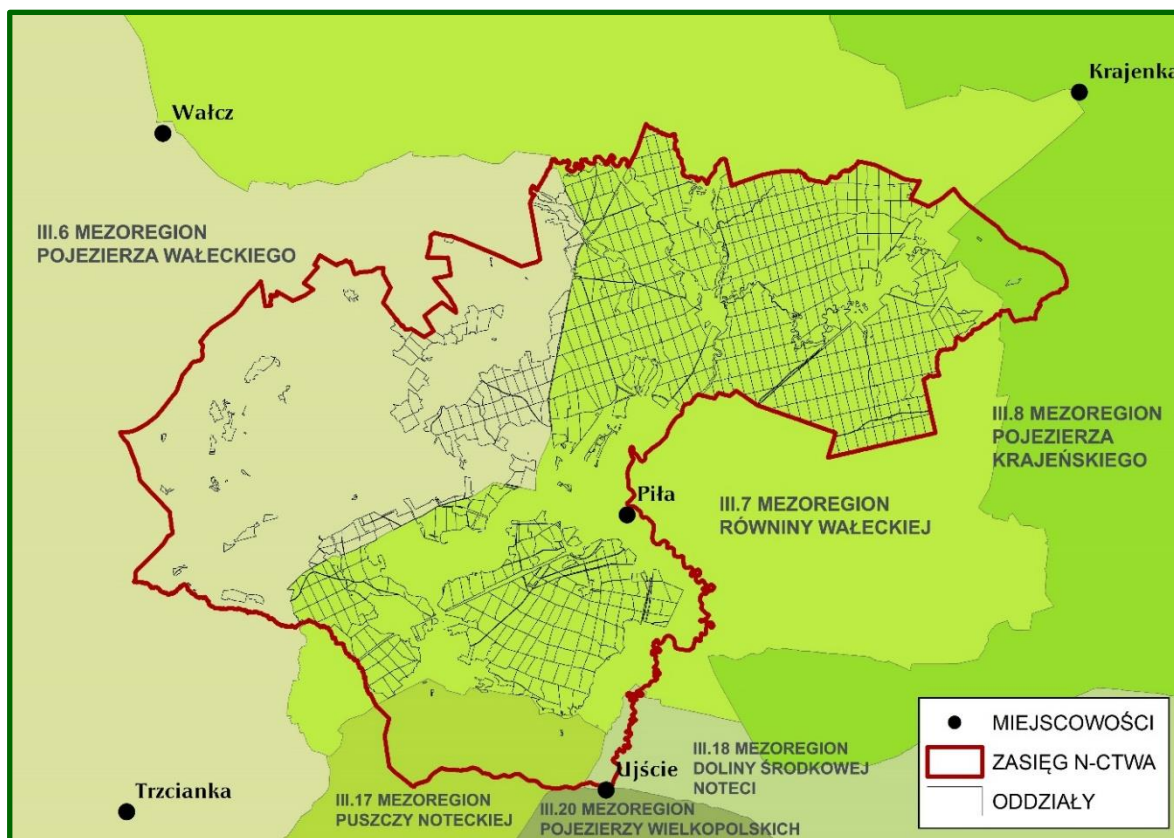 Krajenka
Wałcz
III.6 MEZOREGION
POJEZIERZA WAŁECKIEGO
III.8 MEZOREGION
POJEZIERZA
KRAJEŃSKIEGO
Piła
III.7 MEZOREGION
RÓWNINY WAŁECKIEJ
MIEJSCOWOŚCI
ZASIĘG N-CTWA
ODDZIAŁY
III.18 MEZOREGION
DOLINY ŚRODKOWEJ
NOTECI
Ujście
Trzcianka
III.17 MEZOREGION
PUSZCZY NOTECKIEJ
III.20 MEZOREGION
POJEZIERZY WIELKOPOLSKICH